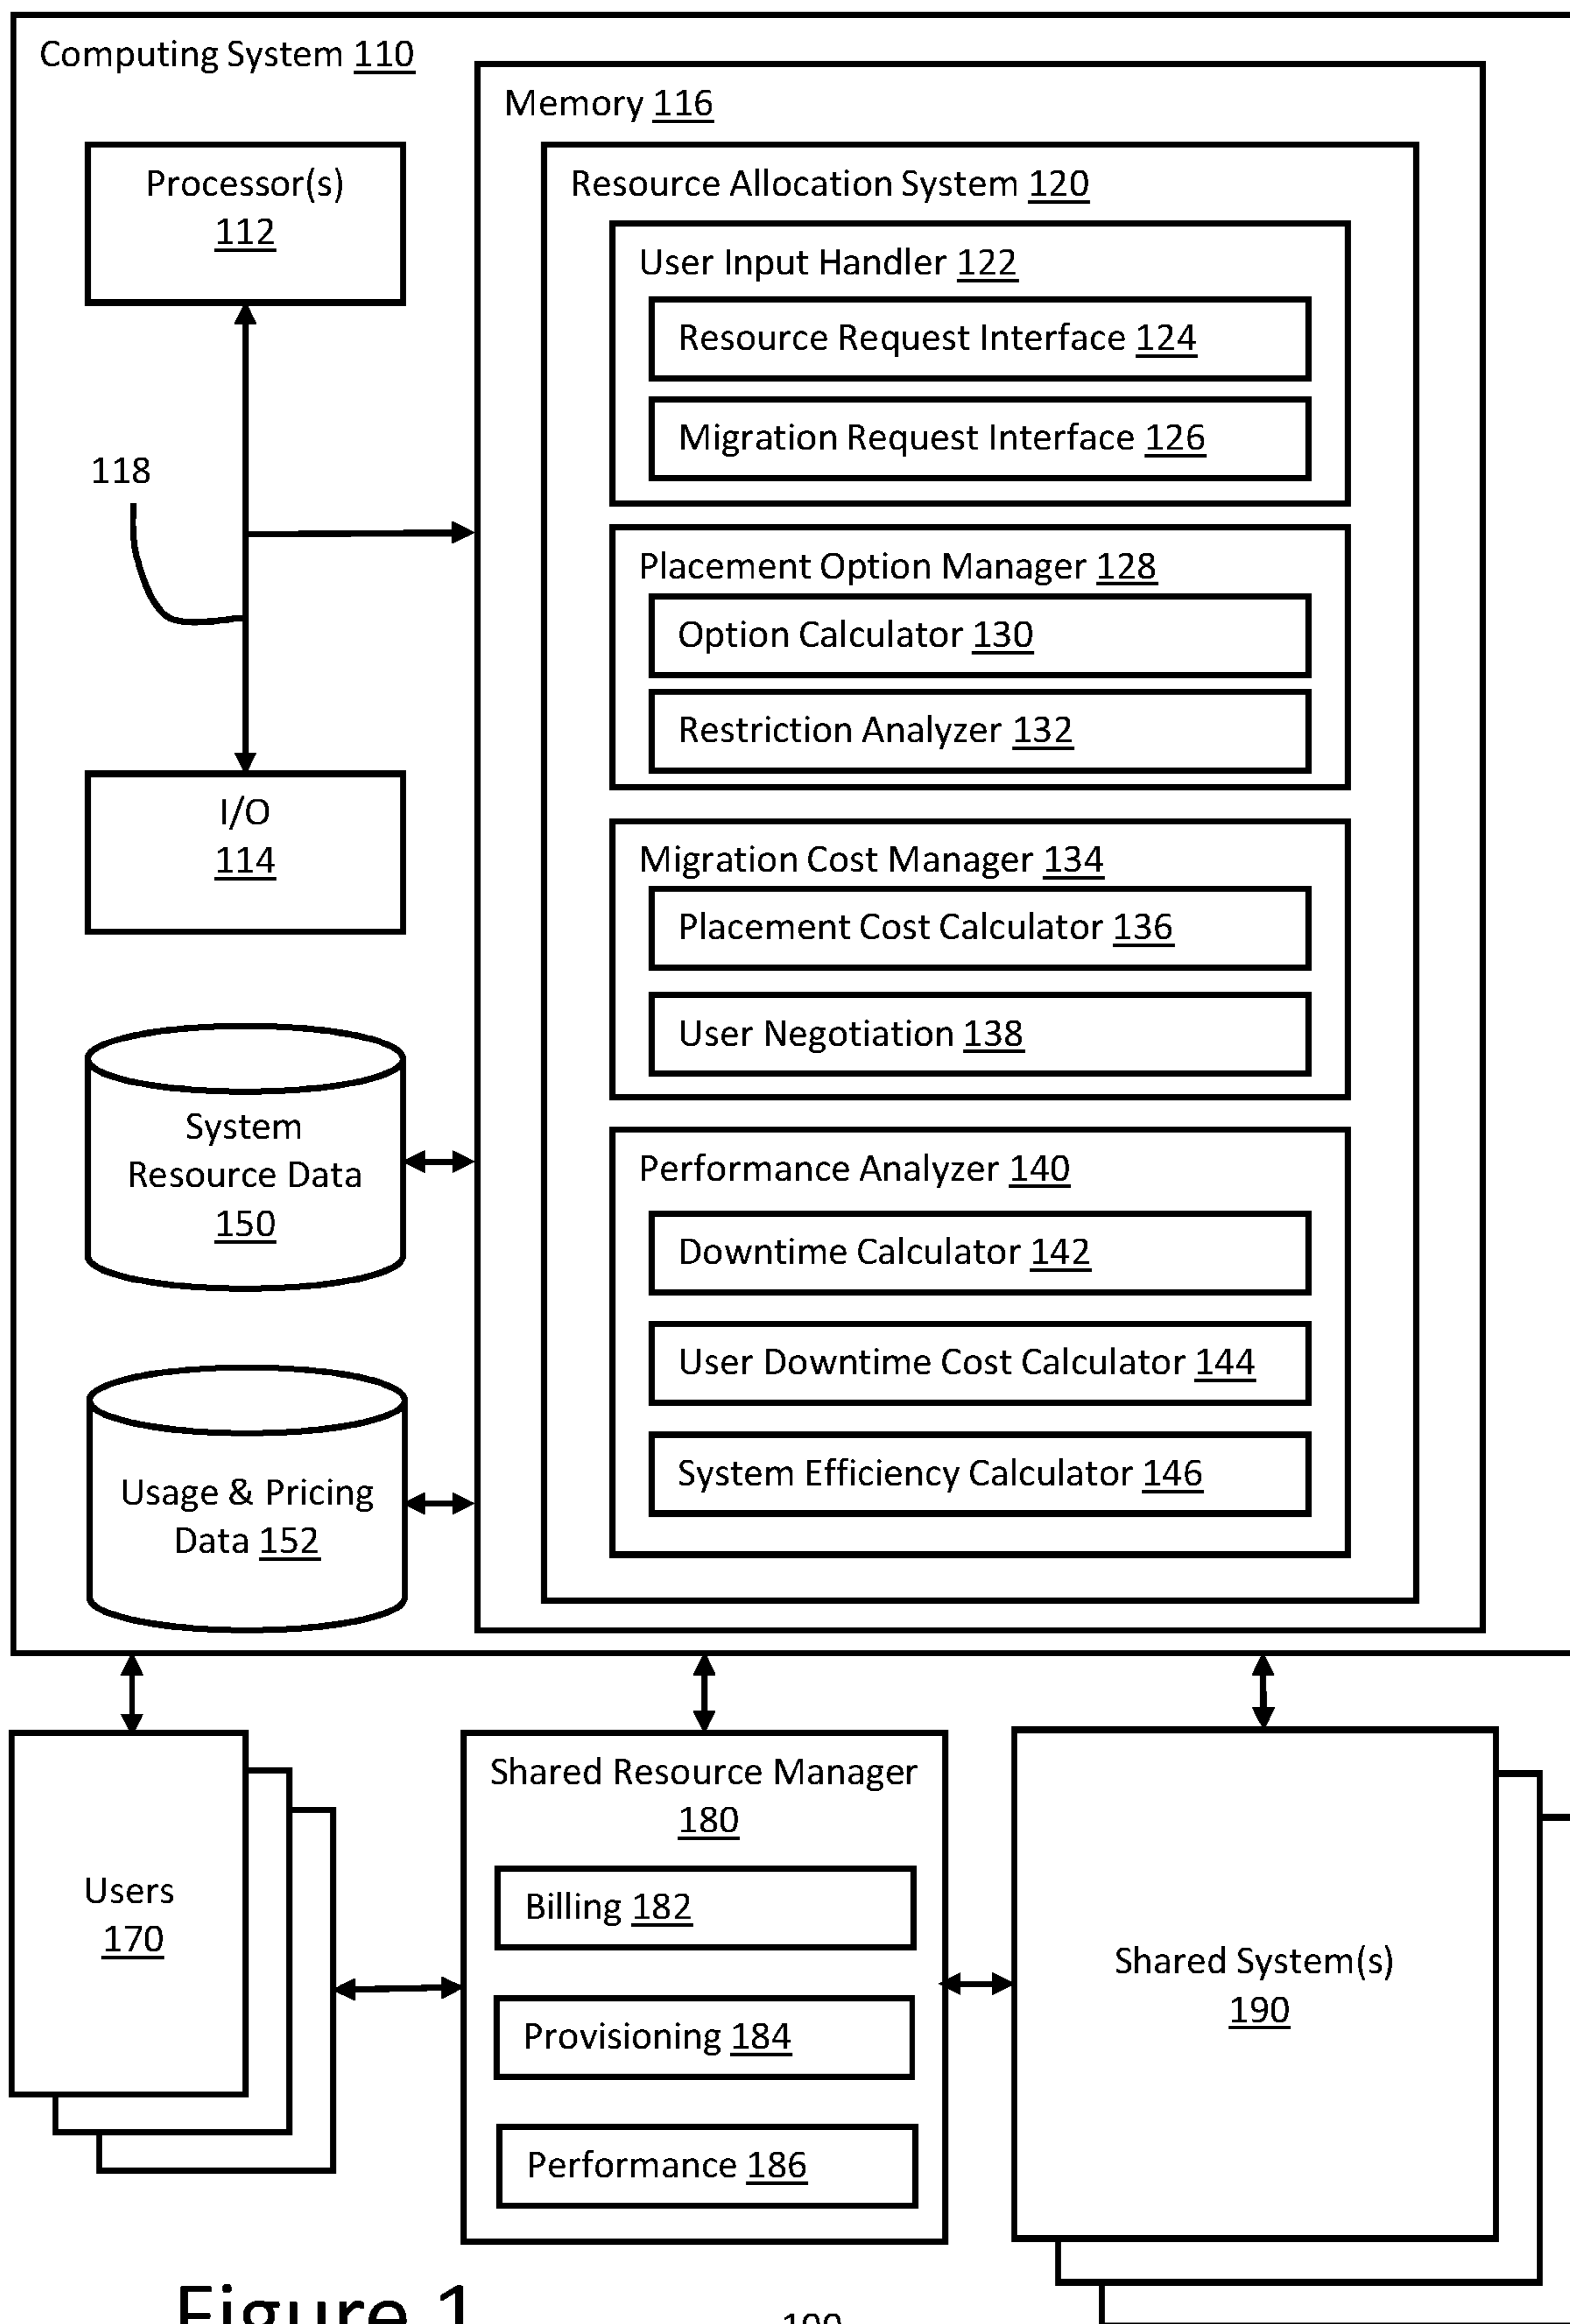 Computing System 110
Memory 116
Processor(s)
112
Resource Allocation System 120
User Input Handler 122
Resource Request Interface 124
Migration Request Interface 126
118
Placement Option Manager 128
Option Calculator 130
Restriction Analyzer 132
I/O
114
Migration Cost Manager 134
Placement Cost Calculator 136
User Negotiation 138
System
Resource Data
150
Performance Analyzer 140
Downtime Calculator 142
User Downtime Cost Calculator 144
System Efficiency Calculator 146
Usage & Pricing
Data 152
Users
170
Shared Resource Manager
180
Billing 182
Provisioning 184
Performance 186
Shared System(s)
190
Figure 1